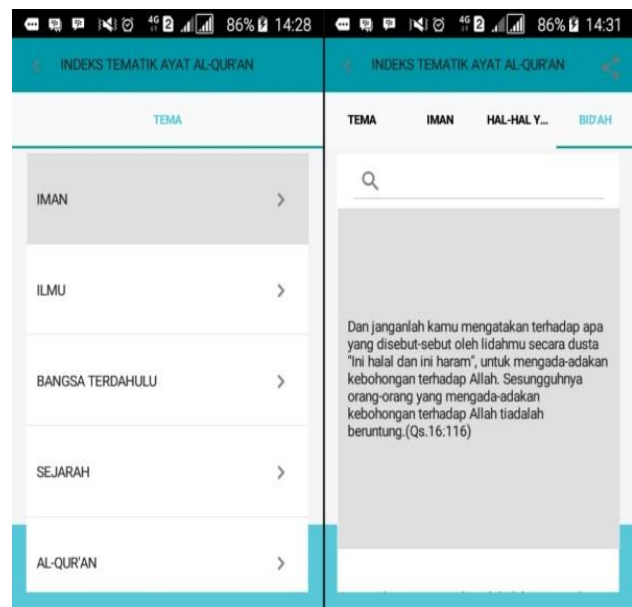 86% 14:28
INDEKS TEMATIK AYAT AL-QUR'AN
TEMA
IMAN
ILMU
BANGSA TERDAHULU
SEJARAH
AL-QUR'AN
86% 14:31
INDEKS TEMATIK AYAT AL-QUR'AN
TEMA IMAN HAL-HAL Y... BID'AH
Dan janganlah kamu mengatakan terhadap apa
yang disebut-sebut oleh lidahmu secara dusta
"Ini halal dan ini haram", untuk mengada-adakan
kebohongan terhadap Allah. Sesungguhnya
orang-orang yang mengada-adakan
kebohongan terhadap Allah tiadalah
beruntung.(Qs.16:116)